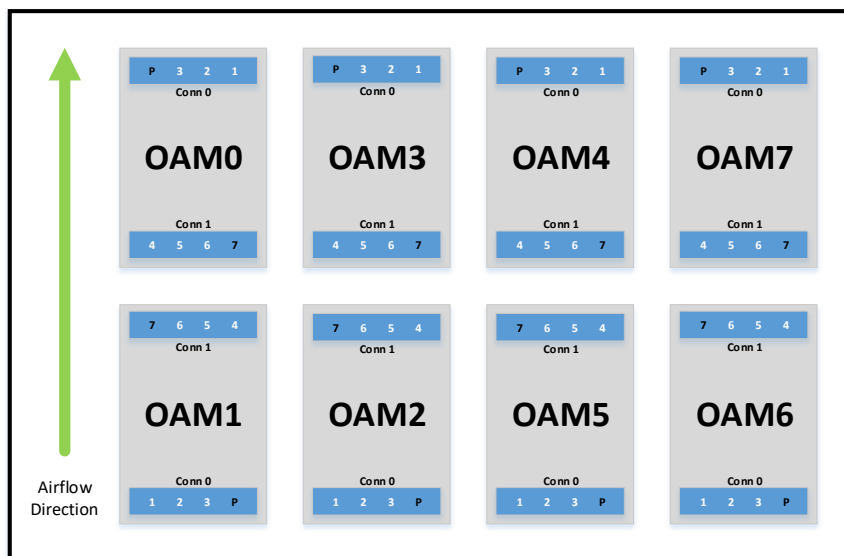 P 3 2 1
Conn 0
OAM0
Conn 1
4 5 6 7
P 3 2 1
Conn 0
OAM3
Conn 1
4 5 6 7
P 3 2 1
Conn 0
OAM4
Conn 1
4 5 6 7
P 3 2 1
Conn 0
OAM7
Conn 1
4 5 6 7
7 6 5 4
Conn 1
OAM1
Conn 0
1 2 3 P
7 6 5 4
Conn 1
OAM2
Conn 0
1 2 3 P
7 6 5 4
Conn 1
OAM5
Conn 0
1 2 3 P
7 6 5 4
Conn 1
OAM6
Conn 0
1 2 3 P
Airflow
Direction